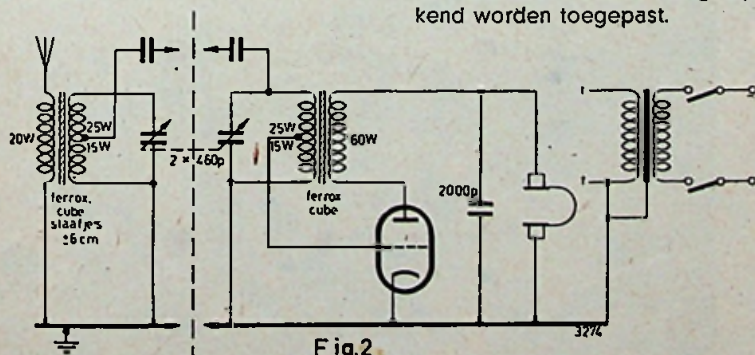 kend worden toegepast.
20W
25W
15W
2 × 460p
25W
15W
60W
2000p
f
f
ferrox.
cube
staafjes
±6cm
ferrox
cube
3274
Fig.2